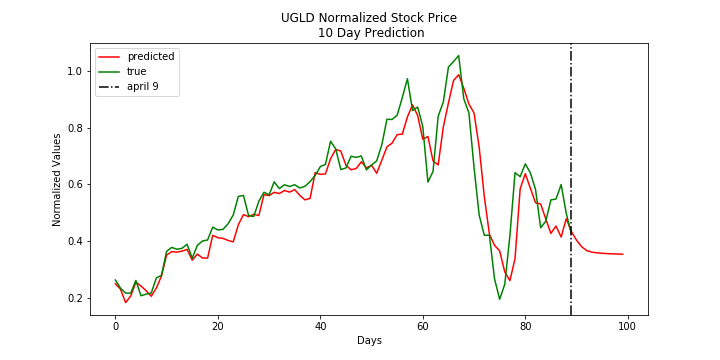 UGLD Normalized Stock Price
10 Day Prediction
predicted
true
april 9
Normalized Values
1.0
0.8
0.6
0.4
0.2
0
20
40
60
80
100
Days